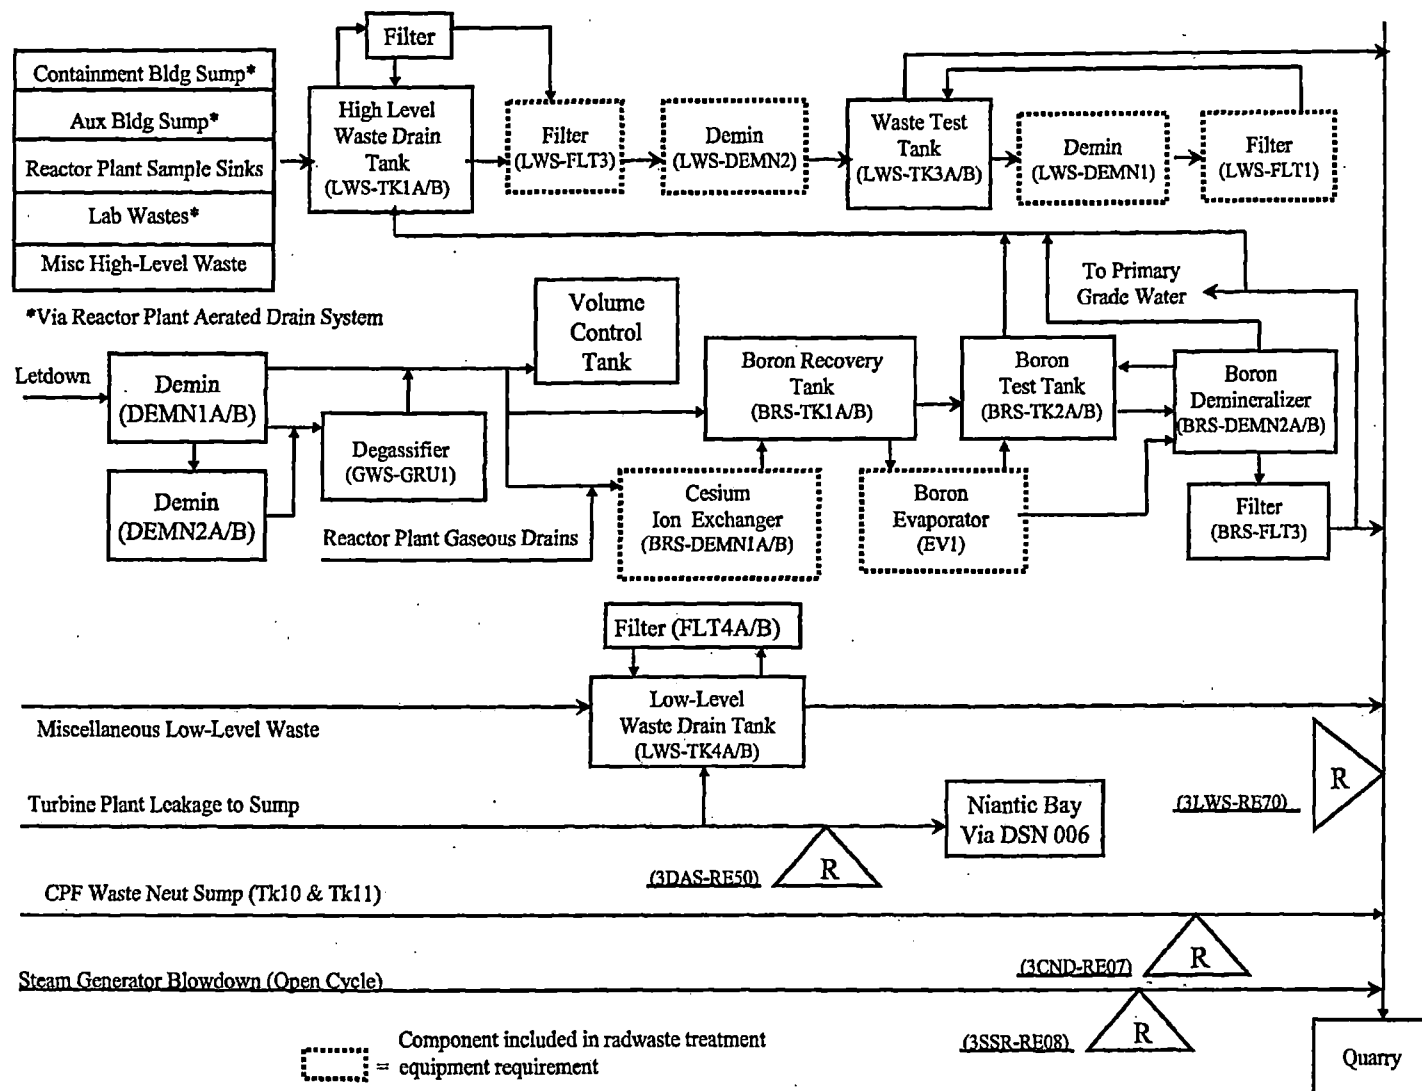 Filter
Containment Bldg Sump*
Aux Bldg Sump*
Reactor Plant Sample Sinks
Lab Wastes*
Misc High-Level Waste
*Via Reactor Plant Aerated Drain System
High Level
Waste Drain
Tank
(LWS-TK1A/B)
Filter
(LWS-FLT3)
Demin
(LWS-DEMN2)
Waste Test
Tank
(LWS-TK3A/B)
Demin
(LWS-DEMN1)
Filter
(LWS-FLT1)
To Primary
Grade Water
Letdown
Demin
(DEMN1A/B)
Demin
(DEMN2A/B)
Degassifier
(GWS-GRU1)
Volume
Control
Tank
Reactor Plant Gaseous Drains
Boron Recovery
Tank
(BRS-TK1A/B)
Cesium
Ion Exchanger
(BRS-DEMN1A/B)
Boron
Evaporator
(EV1)
Boron
Test Tank
(BRS-TK2A/B)
Boron
Demineralizer
(BRS-DEMN2A/B)
Filter
(BRS-FLT3)
Filter (FLT4A/B)
Low-Level
Waste Drain Tank
(LWS-TK4A/B)
Miscellaneous Low-Level Waste
Turbine Plant Leakage to Sump
Niantic Bay
Via DSN 006
(3LWS-RE70)
R
(3DAS-RE50)
R
CPF Waste Neut Sump (Tk10 & Tk11)
(3CND-RE07)
R
Steam Generator Blowdown (Open Cycle)
(3SSR-RE08)
R
Quarry
Component included in radwaste treatment
= equipment requirement